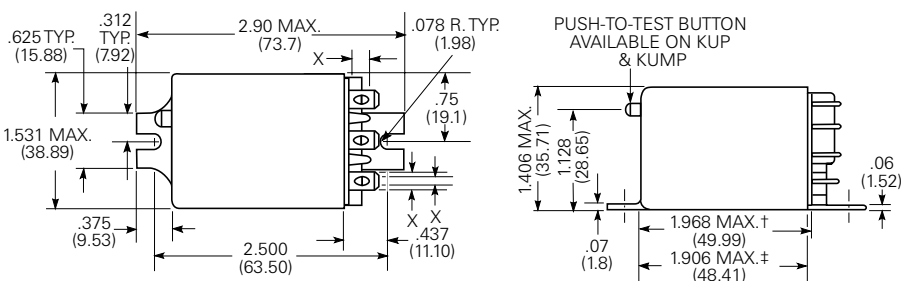 .312
TYP.
(7.92)
2.90 MAX.
(73.7)
.078 R. TYP.
(1.98)
.625 TYP.
(15.88)
X
.75
(19.1)
1.531 MAX.
(38.89)
.375
(9.53)
X
X
.437
(11.10)
2.500
(63.50)
PUSH-TO-TEST BUTTON
AVAILABLE ON KUP
& KUMP
1.406 MAX.
(35.71)
1.128
(28.65)
.06
(1.52)
.07
(1.8)
1.968 MAX.†
(49.99)
1.906 MAX.‡
(48.41)